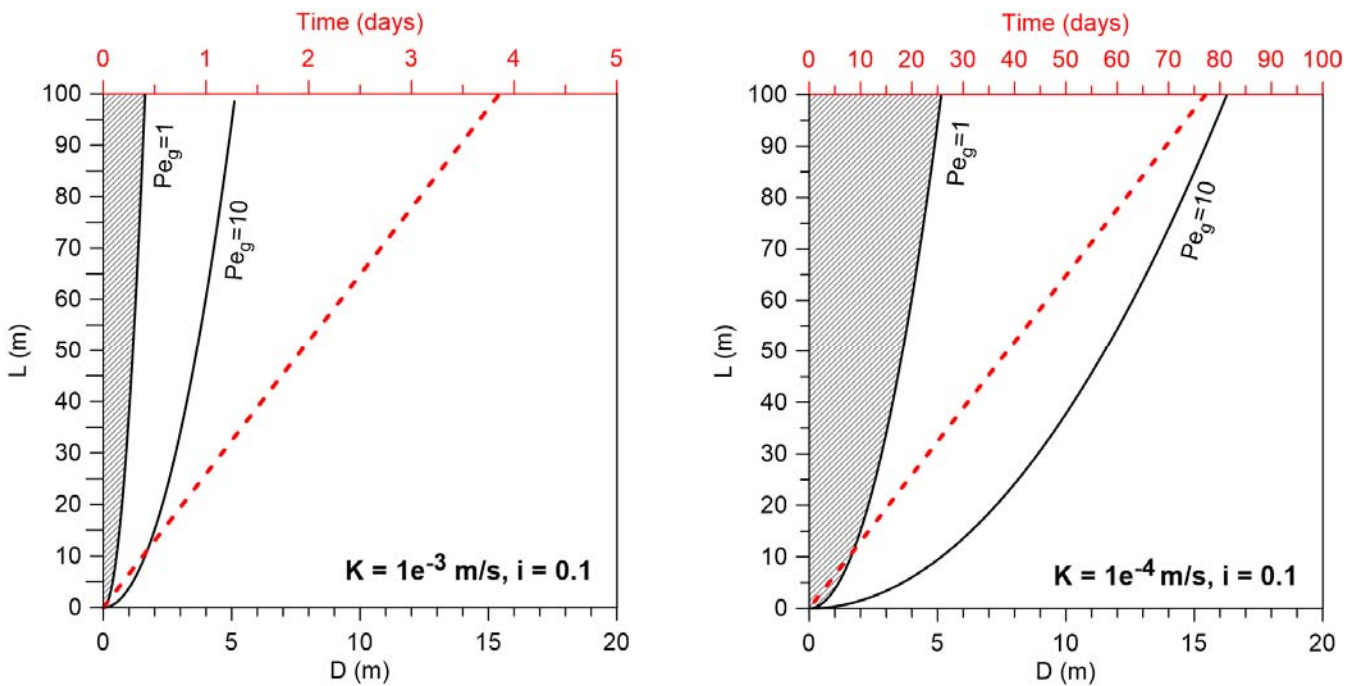 Time (days)
0 1 2 3 4 5
100
90
80
70
60
50
40
30
20
10
0
L (m)
Pe_g=1
Pe_g=10
K = 1e^-3 m/s, i = 0.1
0 5 10 15 20
D (m)
Time (days)
0 10 20 30 40 50 60 70 80 90 100
100
90
80
70
60
50
40
30
20
10
0
L (m)
Pe_g=1
Pe_g=10
K = 1e^-4 m/s, i = 0.1
0 5 10 15 20
D (m)